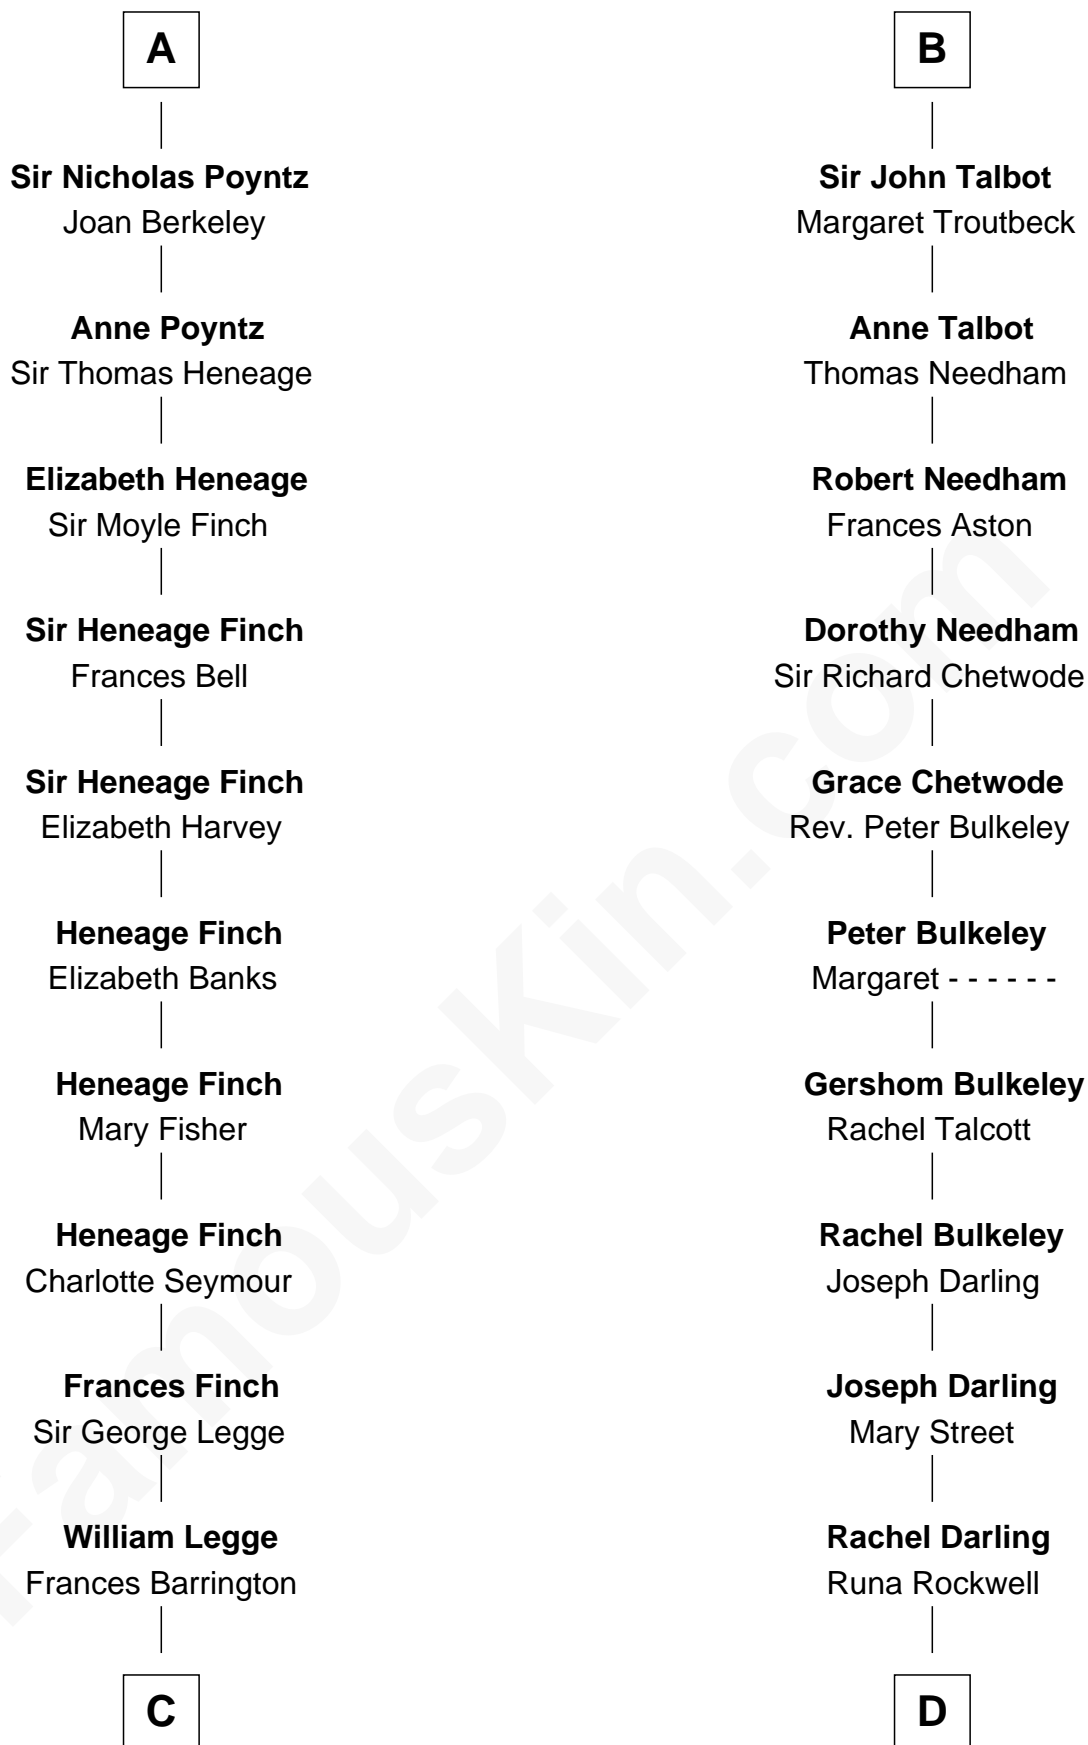 A
Sir Nicholas Poyntz
Joan Berkeley
Anne Poyntz
Sir Thomas Heneage
Elizabeth Heneage
Sir Moyle Finch
Sir Heneage Finch
Frances Bell
Sir Heneage Finch
Elizabeth Harvey
Heneage Finch
Elizabeth Banks
Heneage Finch
Mary Fisher
Heneage Finch
Charlotte Seymour
Frances Finch
Sir George Legge
William Legge
Frances Barrington
C
B
Sir John Talbot
Margaret Troutbeck
Anne Talbot
Thomas Needham
Robert Needham
Frances Aston
Dorothy Needham
Sir Richard Chetwode
Grace Chetwode
Rev. Peter Bulkeley
Peter Bulkeley
Margaret - - - - - -
Gershom Bulkeley
Rachel Talcott
Rachel Bulkeley
Joseph Darling
Joseph Darling
Mary Street
Rachel Darling
Runa Rockwell
D
FamousKin.com